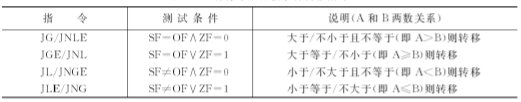 指 令 测 试 条 件 说明(A 和 B 两数关系)
JG/JNLE SF=OF∧ZF=0 大于/不小于且不等于(即 A>B)则转移
JGE/JNL SF=OF∨ZF=1 大于等于/不小于(即 A≥B)则转移
JL/JNGE SF≠OF∧ZF=0 小于/不大于且不等于(即 A<B)则转移
JLE/JNG SF≠OF∨ZF=1 小于等于/不大于(即 A≤B)则转移